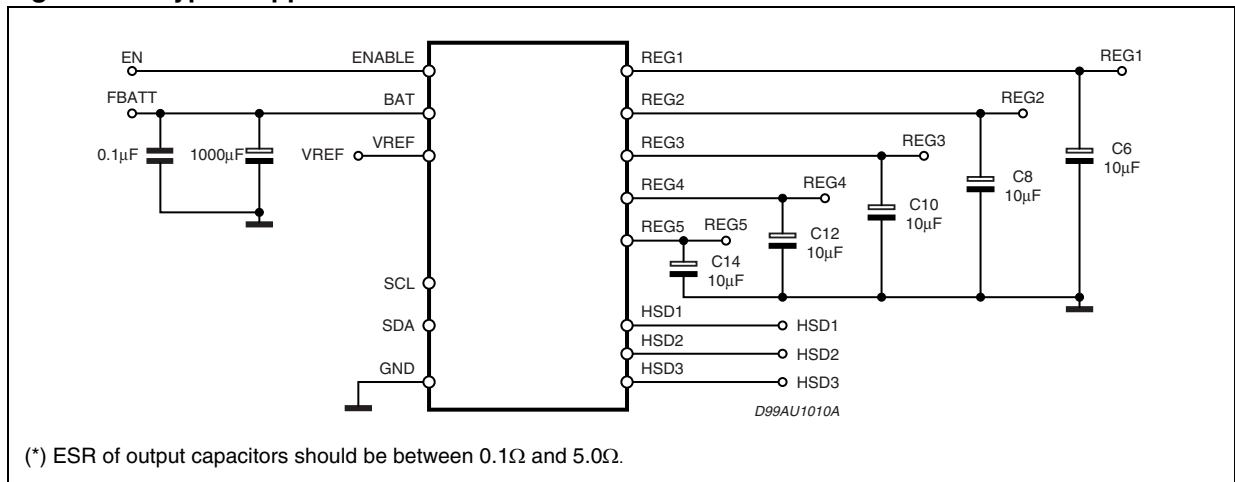 EN
ENABLE
FBATT
BAT
0.1μF
1000μF
VREF
VREF
SCL
SDA
GND
REG1
REG1
REG2
REG2
REG3
REG3
REG4
REG4
REG5
REG5
C6
10μF
C8
10μF
C10
10μF
C12
10μF
C14
10μF
HSD1
HSD1
HSD2
HSD2
HSD3
HSD3
D99AU1010A
(*) ESR of output capacitors should be between 0.1Ω and 5.0Ω.